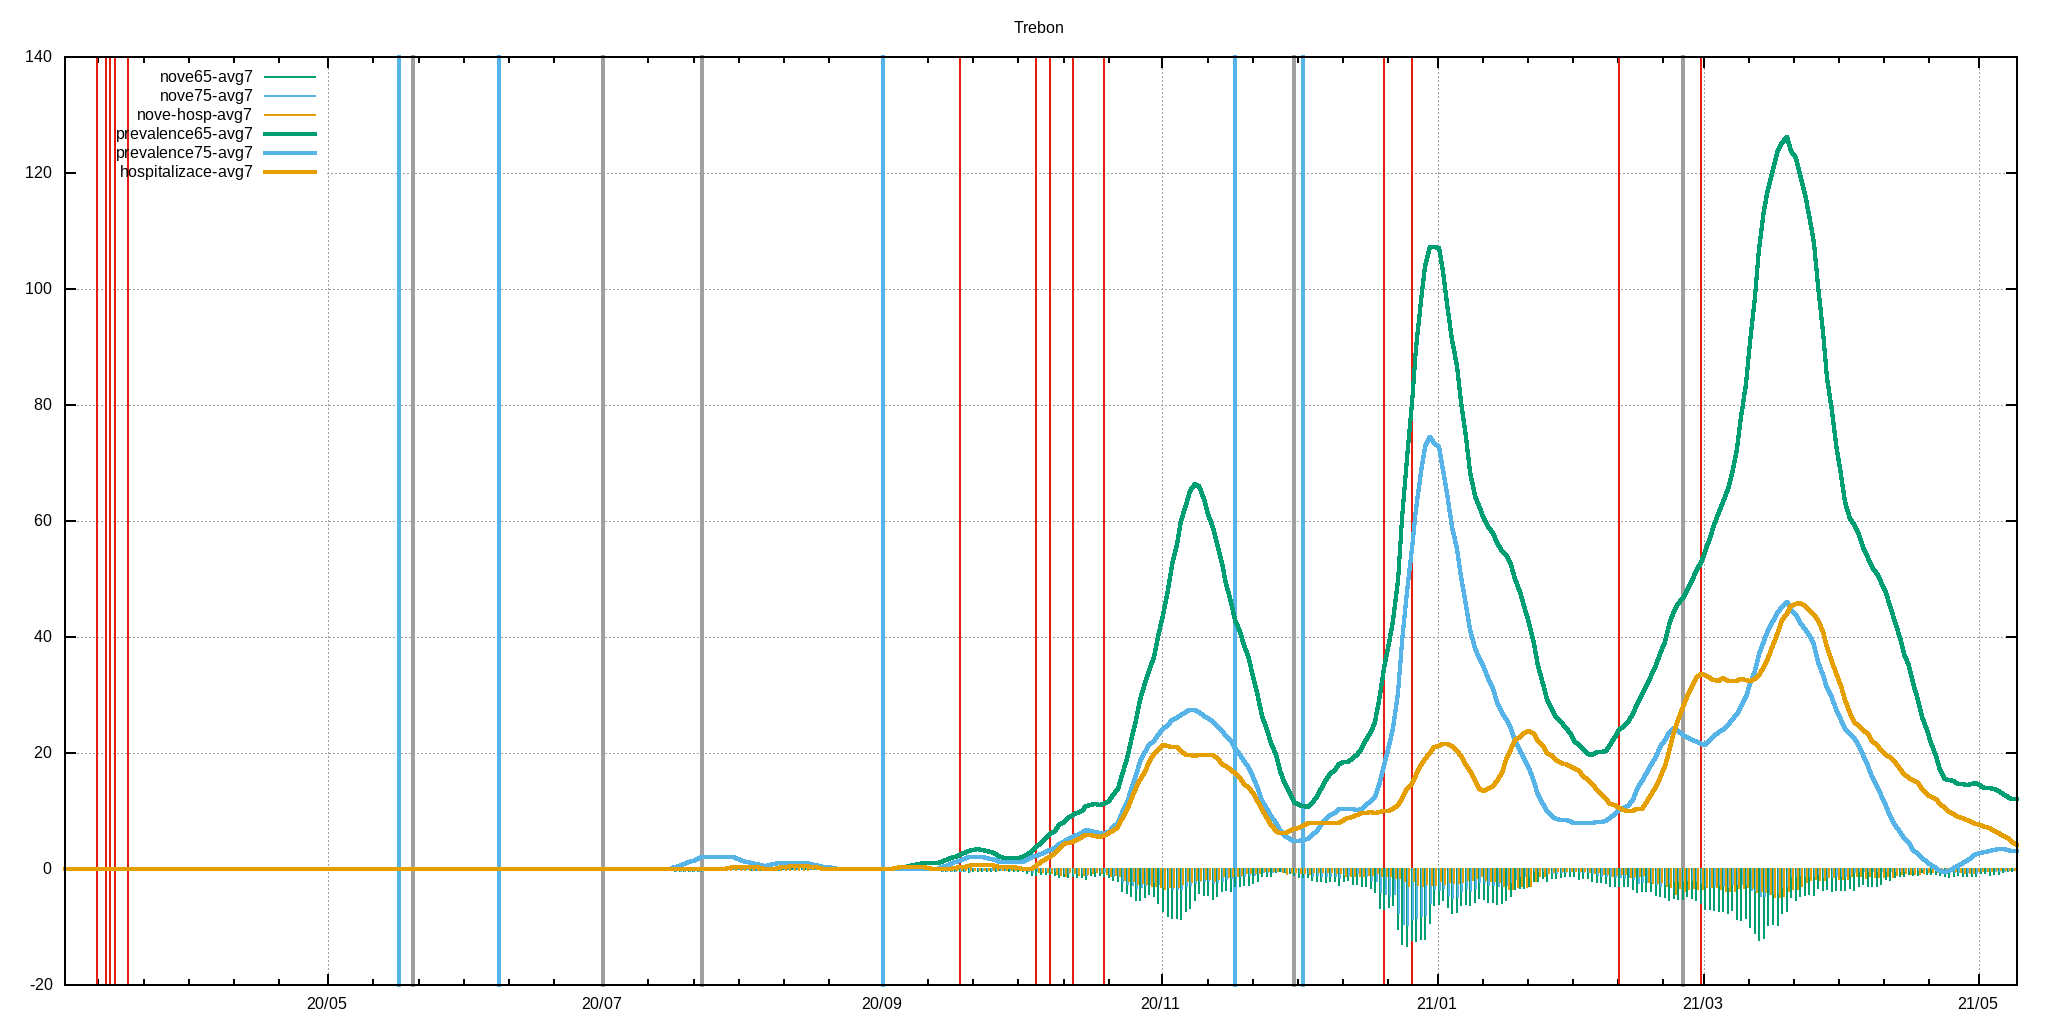 Trebon
140
120
100
80
60
40
20
0
-20
nove65-avg7
nove75-avg7
nove-hosp-avg7
prevalence65-avg7
prevalence75-avg7
hospitalizace-avg7
20/05 20/07 20/09 20/11 21/01 21/03 21/05